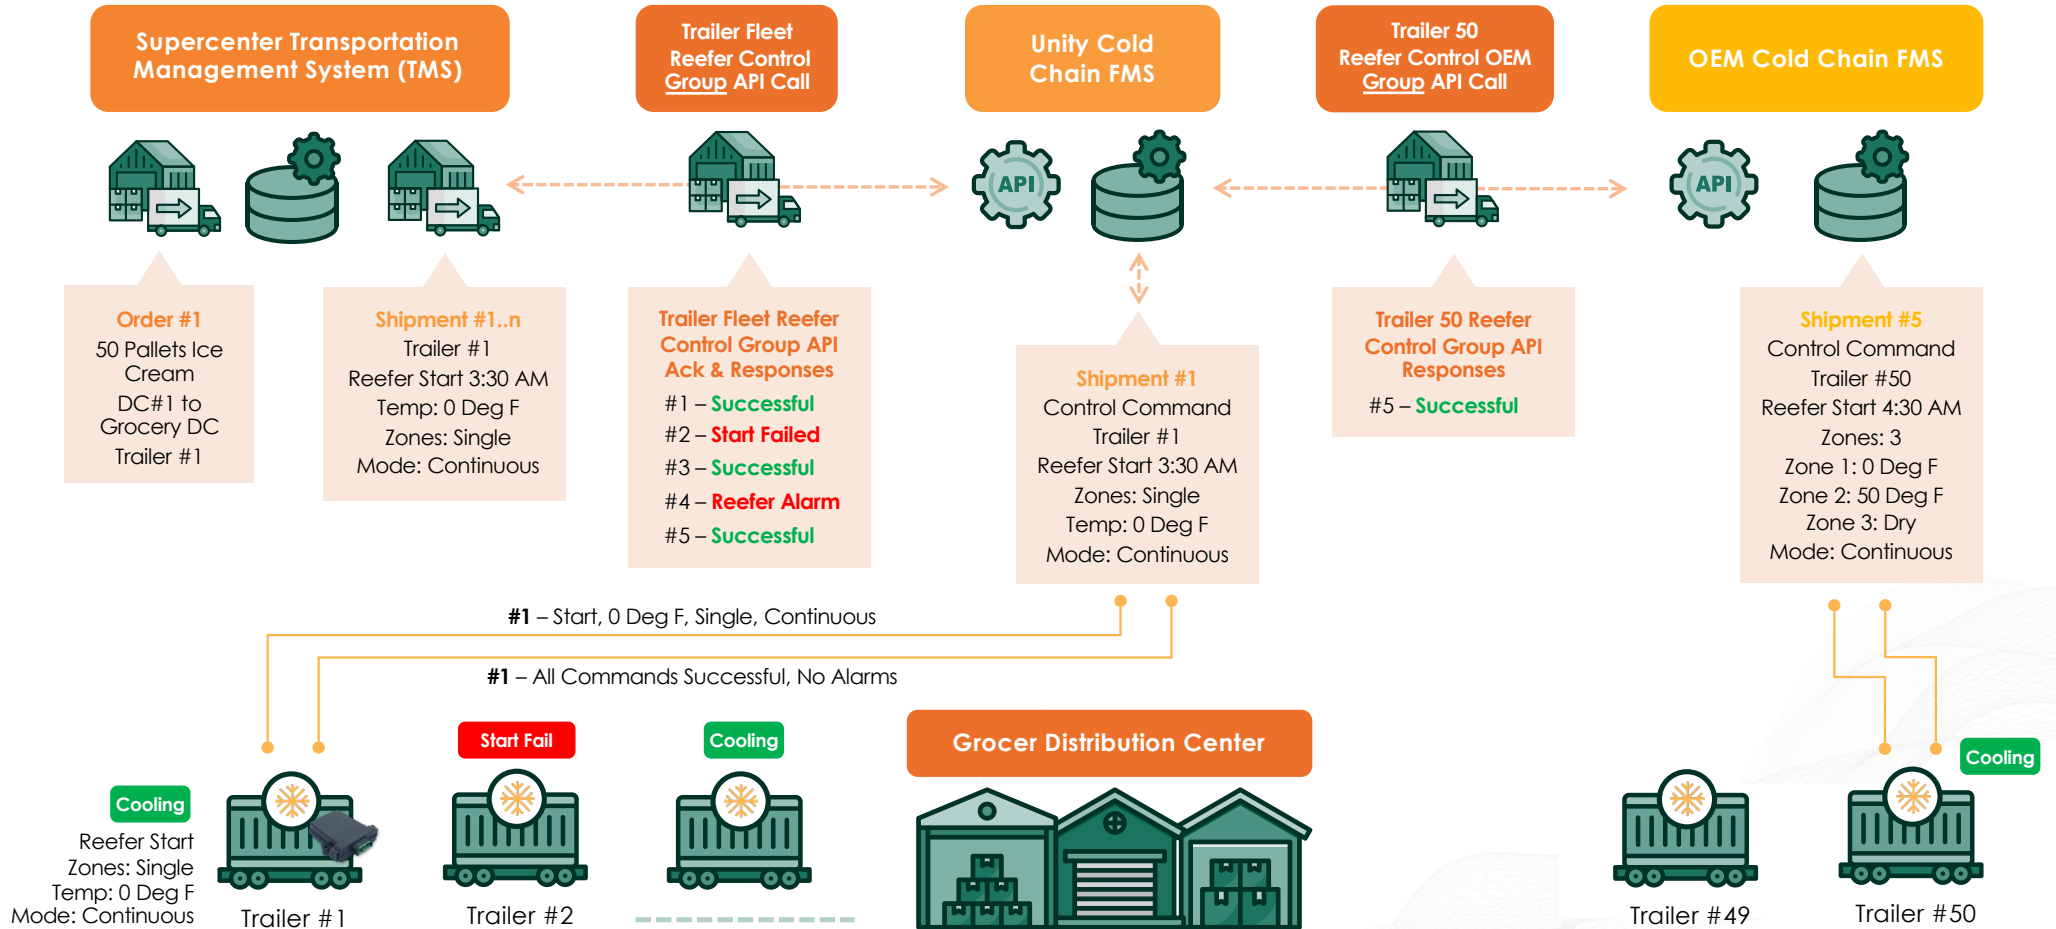 Supercenter Transportation
Management System (TMS)
Trailer Fleet
Reefer Control
Group API Call
Unity Cold
Chain FMS
Trailer 50
Reefer Control OEM
Group API Call
OEM Cold Chain FMS
API
API
Order #1
50 Pallets Ice
Cream
DC#1 to
Grocery DC
Trailer #1
Shipment #1..n
Trailer #1
Reefer Start 3:30 AM
Temp: 0 Deg F
Zones: Single
Mode: Continuous
Trailer Fleet Reefer
Control Group API
Ack & Responses
#1 – Successful
#2 – Start Failed
#3 – Successful
#4 – Reefer Alarm
#5 – Successful
Shipment #1
Control Command
Trailer #1
Reefer Start 3:30 AM
Zones: Single
Temp: 0 Deg F
Mode: Continuous
Trailer 50 Reefer
Control Group API
Responses
#5 – Successful
Shipment #5
Control Command
Trailer #50
Reefer Start 4:30 AM
Zones: 3
Zone 1: 0 Deg F
Zone 2: 50 Deg F
Zone 3: Dry
Mode: Continuous
#1 – Start, 0 Deg F, Single, Continuous
#1 – All Commands Successful, No Alarms
Cooling
Reefer Start
Zones: Single
Temp: 0 Deg F
Mode: Continuous
Trailer #1
Start Fail
Trailer #2
Cooling
Grocer Distribution Center
Trailer #49
Cooling
Trailer #50